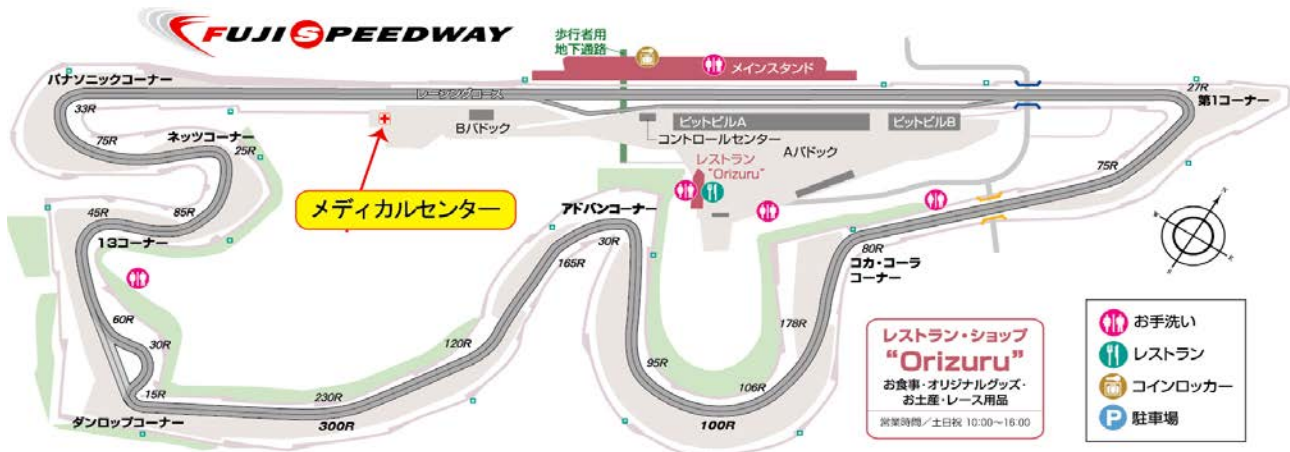 FUJI SPEEDWAY
歩行者用
地下通路
メインスタンド
パナソニックコーナー
レーシングコース
27R
第1コーナー
33R
75R
ネッツコーナー
25R
Bパドック
ピットビルA
ピットビルB
コントロールセンター
Aパドック
レストラン
"Orizuru"
75R
メディカルセンター
アドバンコーナー
45R
85R
13コーナー
30R
165R
80R
コカ・コーラ
コーナー
60R
30R
15R
120R
178R
95R
106R
230R
ダンロップコーナー
300R
100R
レストラン・ショップ
"Orizuru"
お食事・オリジナルグッズ・
お土産・レース用品
営業時間/土日祝 10:00~16:00
お手洗い
レストラン
コインロッカー
P
駐車場